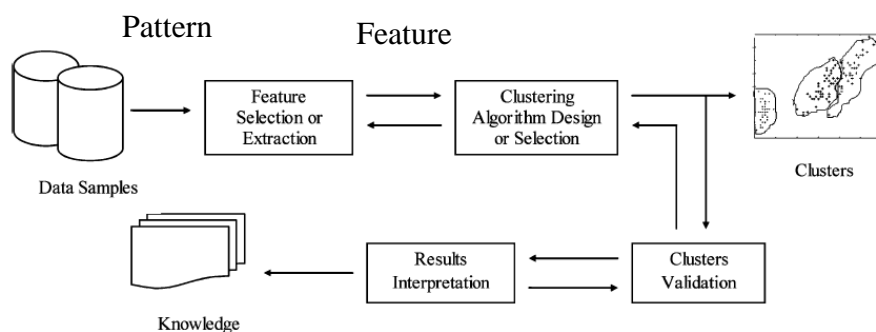 Pattern
Feature
Feature
Selection or
Extraction
Clustering
Algorithm Design
or Selection
Data Samples
Clusters
Results
Interpretation
Clusters
Validation
Knowledge